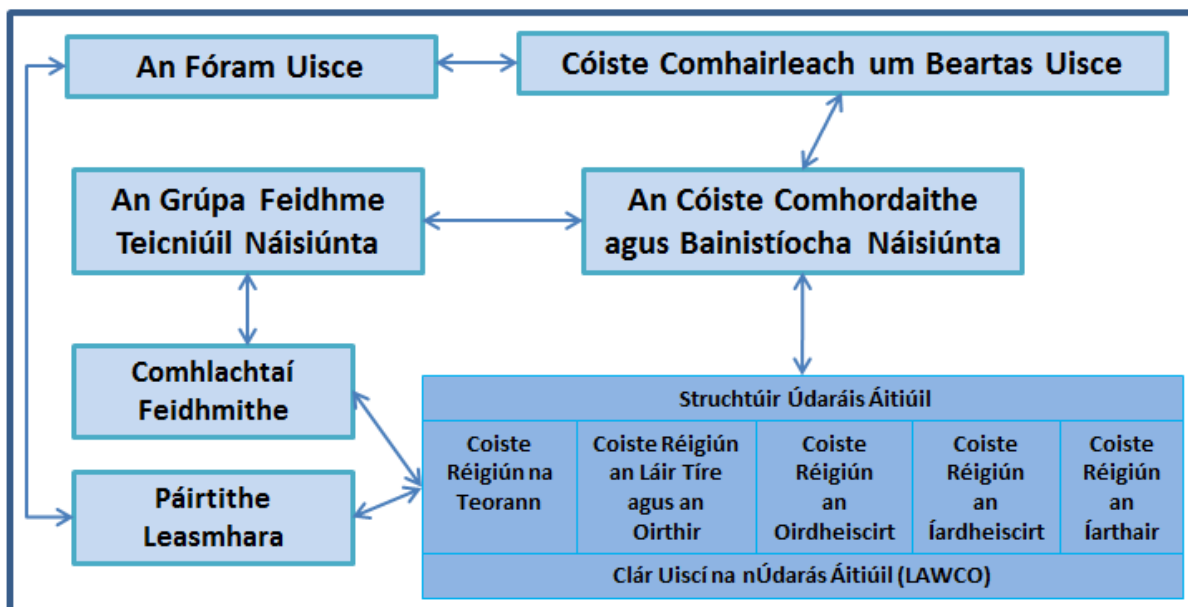 An Fóram Uisce
Cóiste Comhairleach um Beartas Uisce
An Grúpa Feidhme
Teicniúil Náisiúnta
An Cóiste Comhordaithe
agus Bainistíocha Náisiúnta
Comhlachtaí
Feidhmithe
Páirtithe
Leasmhara
Struchtúir Údaráis Áitiúil
Coiste
Réigiún na
Teorann
Coiste Réigiún
an Láir Tíre
agus an
Oirthir
Coiste
Réigiún
an
Oirdheiscirt
Coiste
Réigiún
an
Íardheiscirt
Coiste
Réigiún
an
Íarthair
Clár Uiscí na nÚdarás Áitiúil (LAWCO)